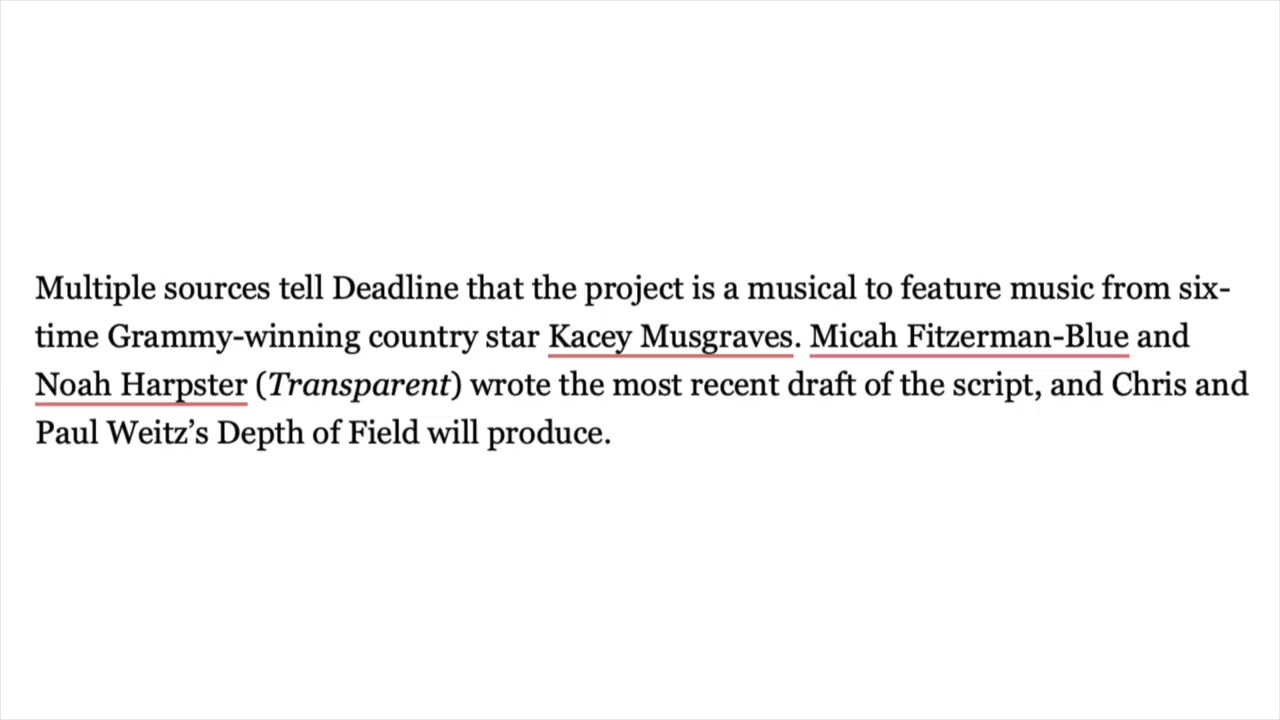 Multiple sources tell Deadline that the project is a musical to feature music from six-
time Grammy-winning country star Kacey Musgraves. Micah Fitzerman-Blue and
Noah Harpster (Transparent) wrote the most recent draft of the script, and Chris and
Paul Weitz’s Depth of Field will produce.